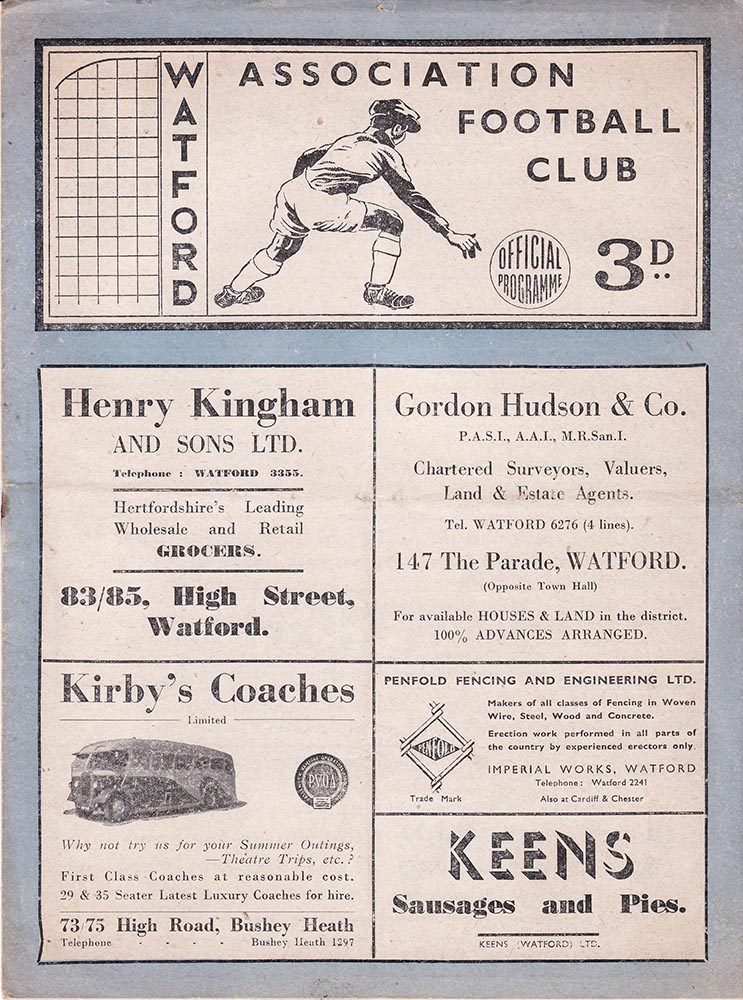 WATFORD
ASSOCIATION
FOOTBALL
CLUB
OFFICIAL
PROGRAMME
3D
Henry Kingham
AND SONS LTD.
Telephone : WATFORD 3355.
Hertfordshire's Leading
Wholesale and Retail
GROCERS.
83/85, High Street,
Watford.
Gordon Hudson & Co.
P.A.S.I., A.A.I., M.R.San.I.
Chartered Surveyors, Valuers,
Land & Estate Agents.
Tel. WATFORD 6276 (4 lines).
147 The Parade, WATFORD.
(Opposite Town Hall)
For available HOUSES & LAND in the district.
100% ADVANCES ARRANGED.
Kirby's Coaches
Limited
P.V.O.A
Why not try us for your Summer Outings,
—Theatre Trips, etc.?
First Class Coaches at reasonable cost.
29 & 35 Seater Latest Luxury Coaches for hire.
73/75 High Road, Bushey Heath
Telephone - - - - Bushey Heath 1297
PENFOLD FENCING AND ENGINEERING LTD.
PENFOLD
Trade Mark
Makers of all classes of Fencing in Woven
Wire, Steel, Wood and Concrete.
Erection work performed in all parts of
the country by experienced erectors only.
IMPERIAL WORKS, WATFORD
Telephone: Watford 2241
Also at Cardiff & Chester
KEENS
Sausages and Pies.
KEENS (WATFORD) LTD.